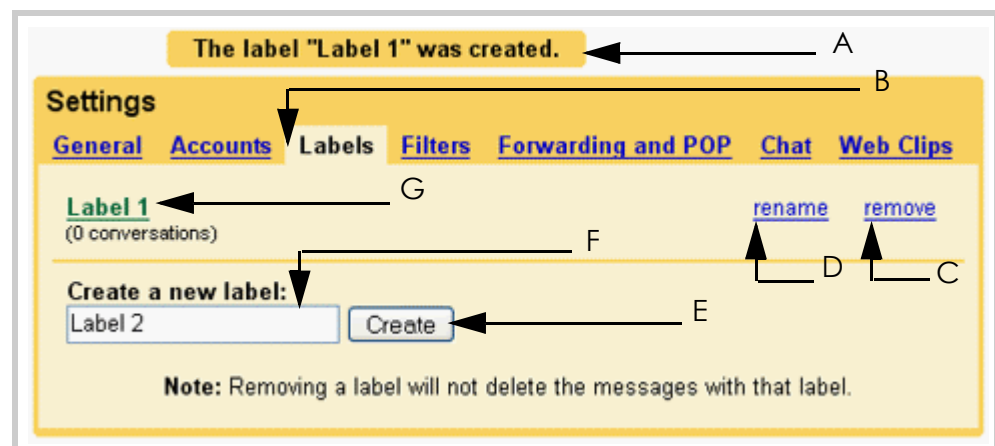 The label "Label 1" was created. A
B
Settings
General Accounts Labels Filters Forwarding and POP Chat Web Clips
G
Label 1 rename remove
(0 conversations)
F
D C
Create a new label:
Label 2 Create E
Note: Removing a label will not delete the messages with that label.